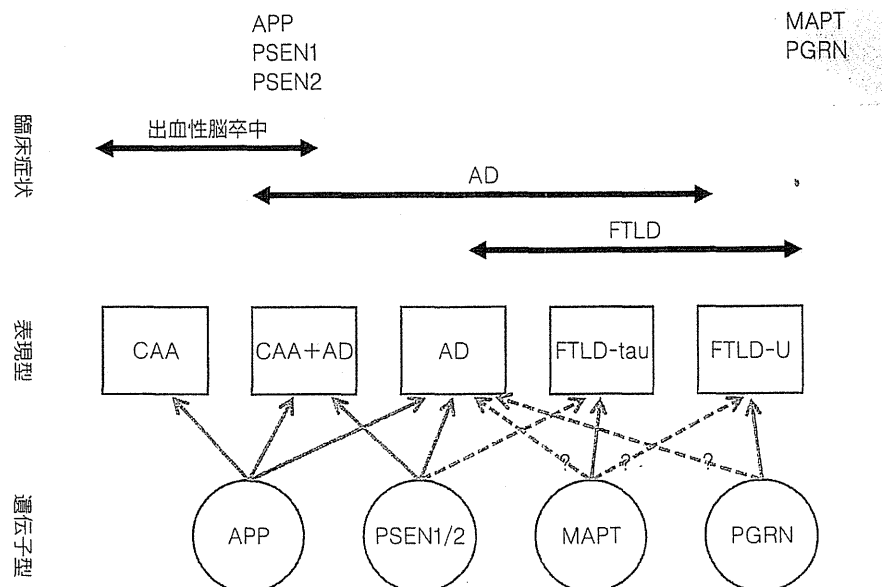 APP
PSEN1
PSEN2
MAPT
PGRN
臨床症状
出血性脳卒中
AD
FTLD
表現型
CAA
CAA+AD
AD
FTLD-tau
FTLD-U
?
?
?
遺伝子型
APP
PSEN1/2
MAPT
PGRN